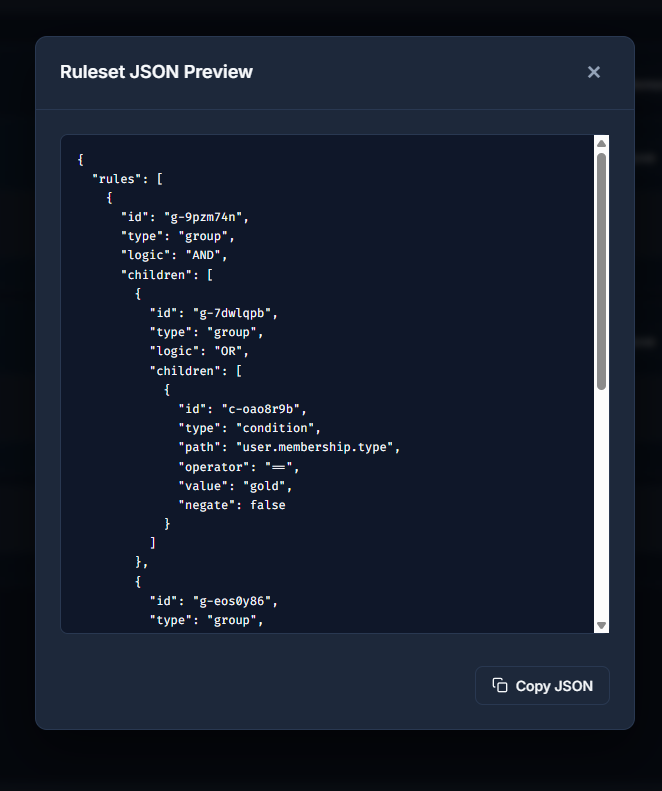 Ruleset JSON Preview
{
"rules": [
{
"id": "g-9pzm74n",
"type": "group",
"logic": "AND",
"children": [
{
"id": "g-7dwlqpb",
"type": "group",
"logic": "OR",
"children": [
{
"id": "c-oao8r9b",
"type": "condition",
"path": "user.membership.type",
"operator": "==",
"value": "gold",
"negate": false
}
]
},
{
"id": "g-eos0y86",
"type": "group",
Copy JSON